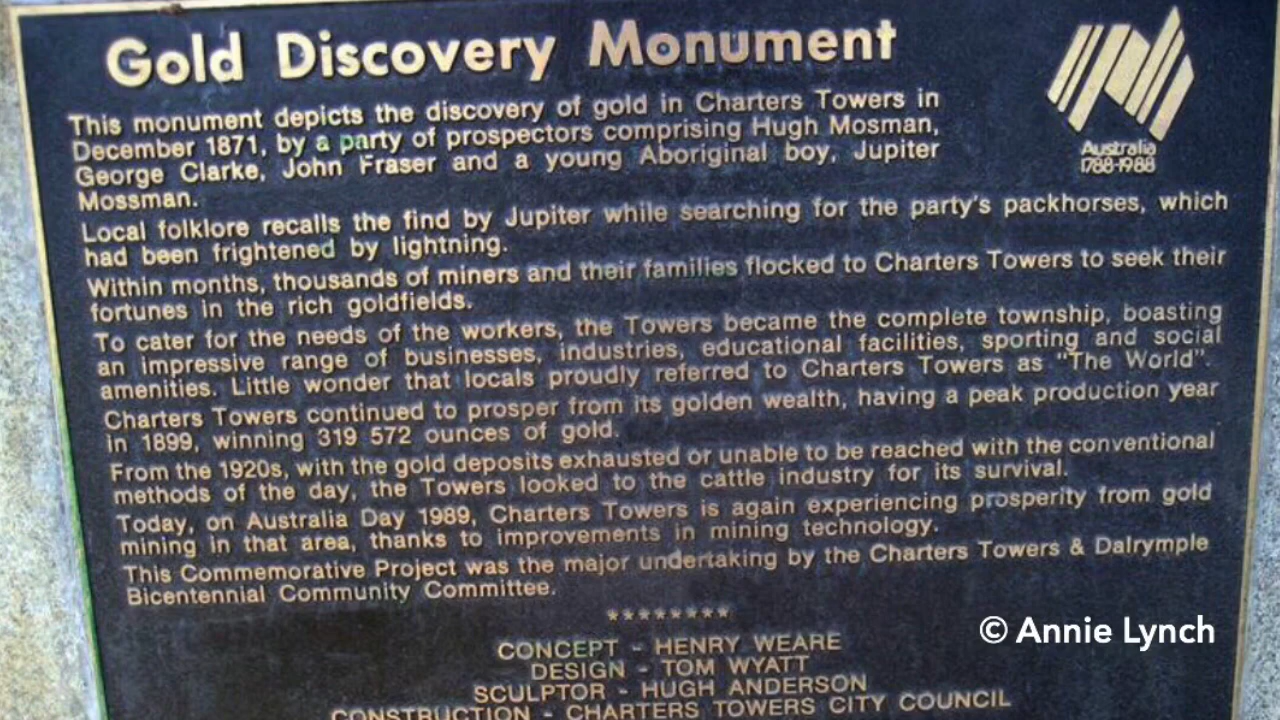 Gold Discovery Monument
Australia
1788-1988
This monument depicts the discovery of gold in Charters Towers in
December 1871, by a party of prospectors comprising Hugh Mosman,
George Clarke, John Fraser and a young Aboriginal boy, Jupiter
Mossman.
Local folklore recalls the find by Jupiter while searching for the party's packhorses, which
had been frightened by lightning.
Within months, thousands of miners and their families flocked to Charters Towers to seek their
fortunes in the rich goldfields.
To cater for the needs of the workers, the Towers became the complete township, boasting
an impressive range of businesses, industries, educational facilities, sporting and social
amenities. Little wonder that locals proudly referred to Charters Towers as "The World".
Charters Towers continued to prosper from its golden wealth, having a peak production year
in 1899, winning 319 572 ounces of gold.
From the 1920s, with the gold deposits exhausted or unable to be reached with the conventional
methods of the day, the Towers looked to the cattle industry for its survival.
Today, on Australia Day 1989, Charters Towers is again experiencing prosperity from gold
mining in that area, thanks to improvements in mining technology.
This Commemorative Project was the major undertaking by the Charters Towers & Dalrymple
Bicentennial Community Committee.
********
CONCEPT - HENRY WEARE
DESIGN - TOM WYATT
SCULPTOR - HUGH ANDERSON
CONSTRUCTION - CHARTERS TOWERS CITY COUNCIL
© Annie Lynch